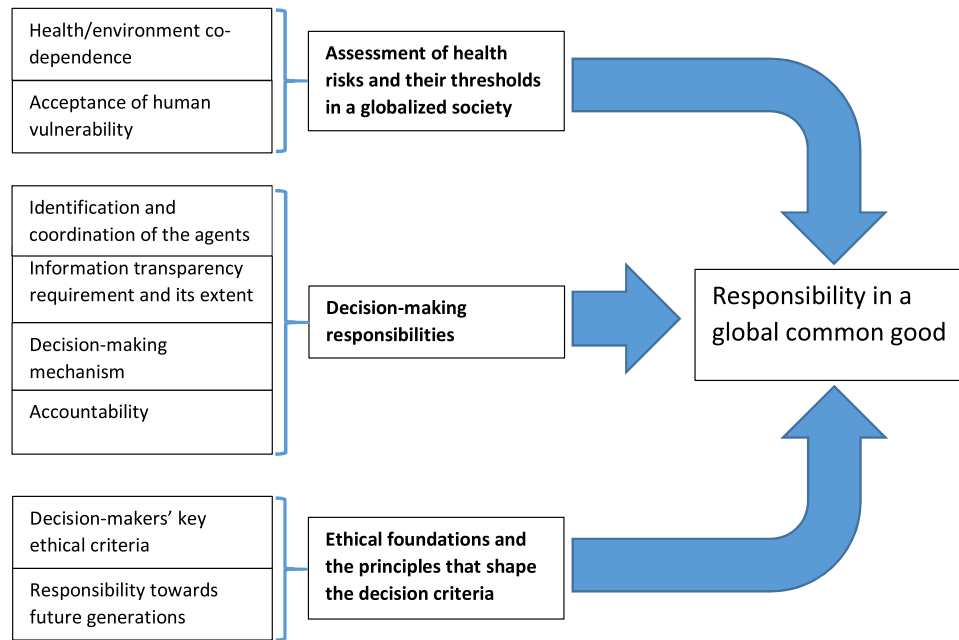 Health/environment co-
dependence
Acceptance of human
vulnerability
Assessment of health
risks and their thresholds
in a globalized society
Identification and
coordination of the agents
Information transparency
requirement and its extent
Decision-making
mechanism
Accountability
Decision-making
responsibilities
Responsibility in a
global common good
Decision-makers’ key
ethical criteria
Responsibility towards
future generations
Ethical foundations and
the principles that shape
the decision criteria